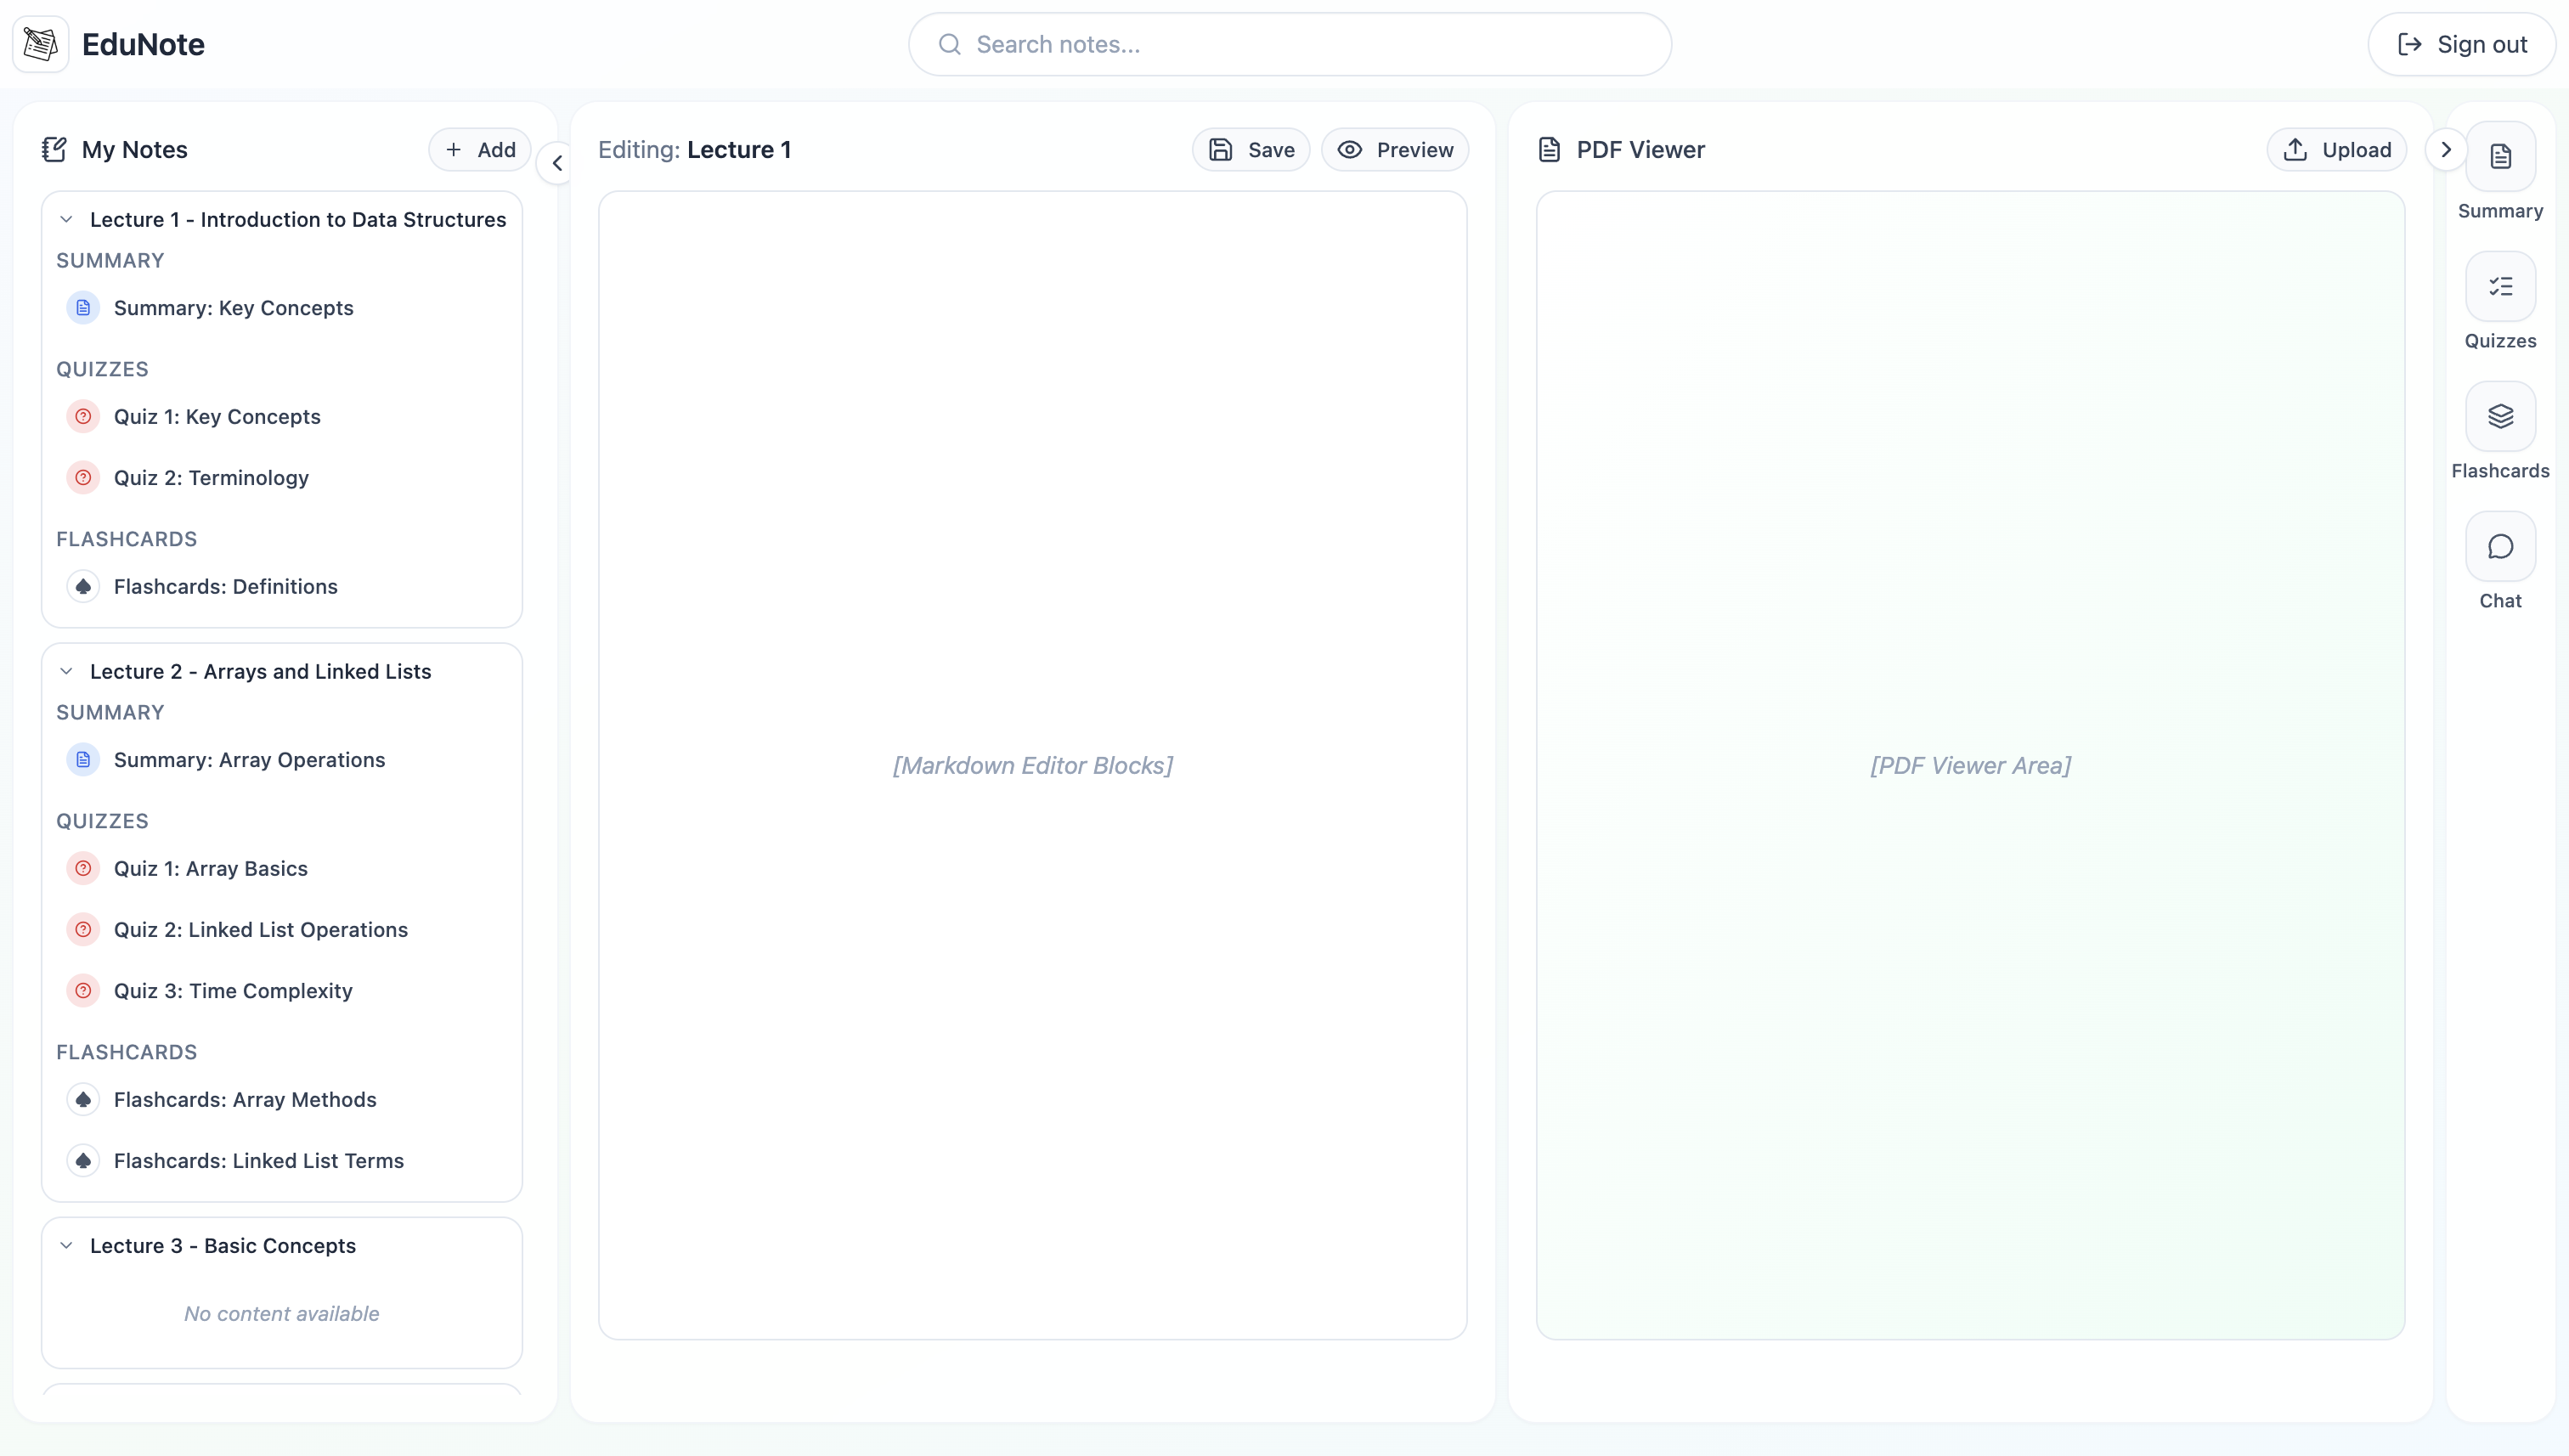 EduNote
Search notes...
Sign out
My Notes
Add
Lecture 1 - Introduction to Data Structures
SUMMARY
Summary: Key Concepts
QUIZZES
Quiz 1: Key Concepts
Quiz 2: Terminology
FLASHCARDS
Flashcards: Definitions
Lecture 2 - Arrays and Linked Lists
SUMMARY
Summary: Array Operations
QUIZZES
Quiz 1: Array Basics
Quiz 2: Linked List Operations
Quiz 3: Time Complexity
FLASHCARDS
Flashcards: Array Methods
Flashcards: Linked List Terms
Lecture 3 - Basic Concepts
No content available
Editing: Lecture 1
Save
Preview
[Markdown Editor Blocks]
PDF Viewer
Upload
[PDF Viewer Area]
Summary
Quizzes
Flashcards
Chat